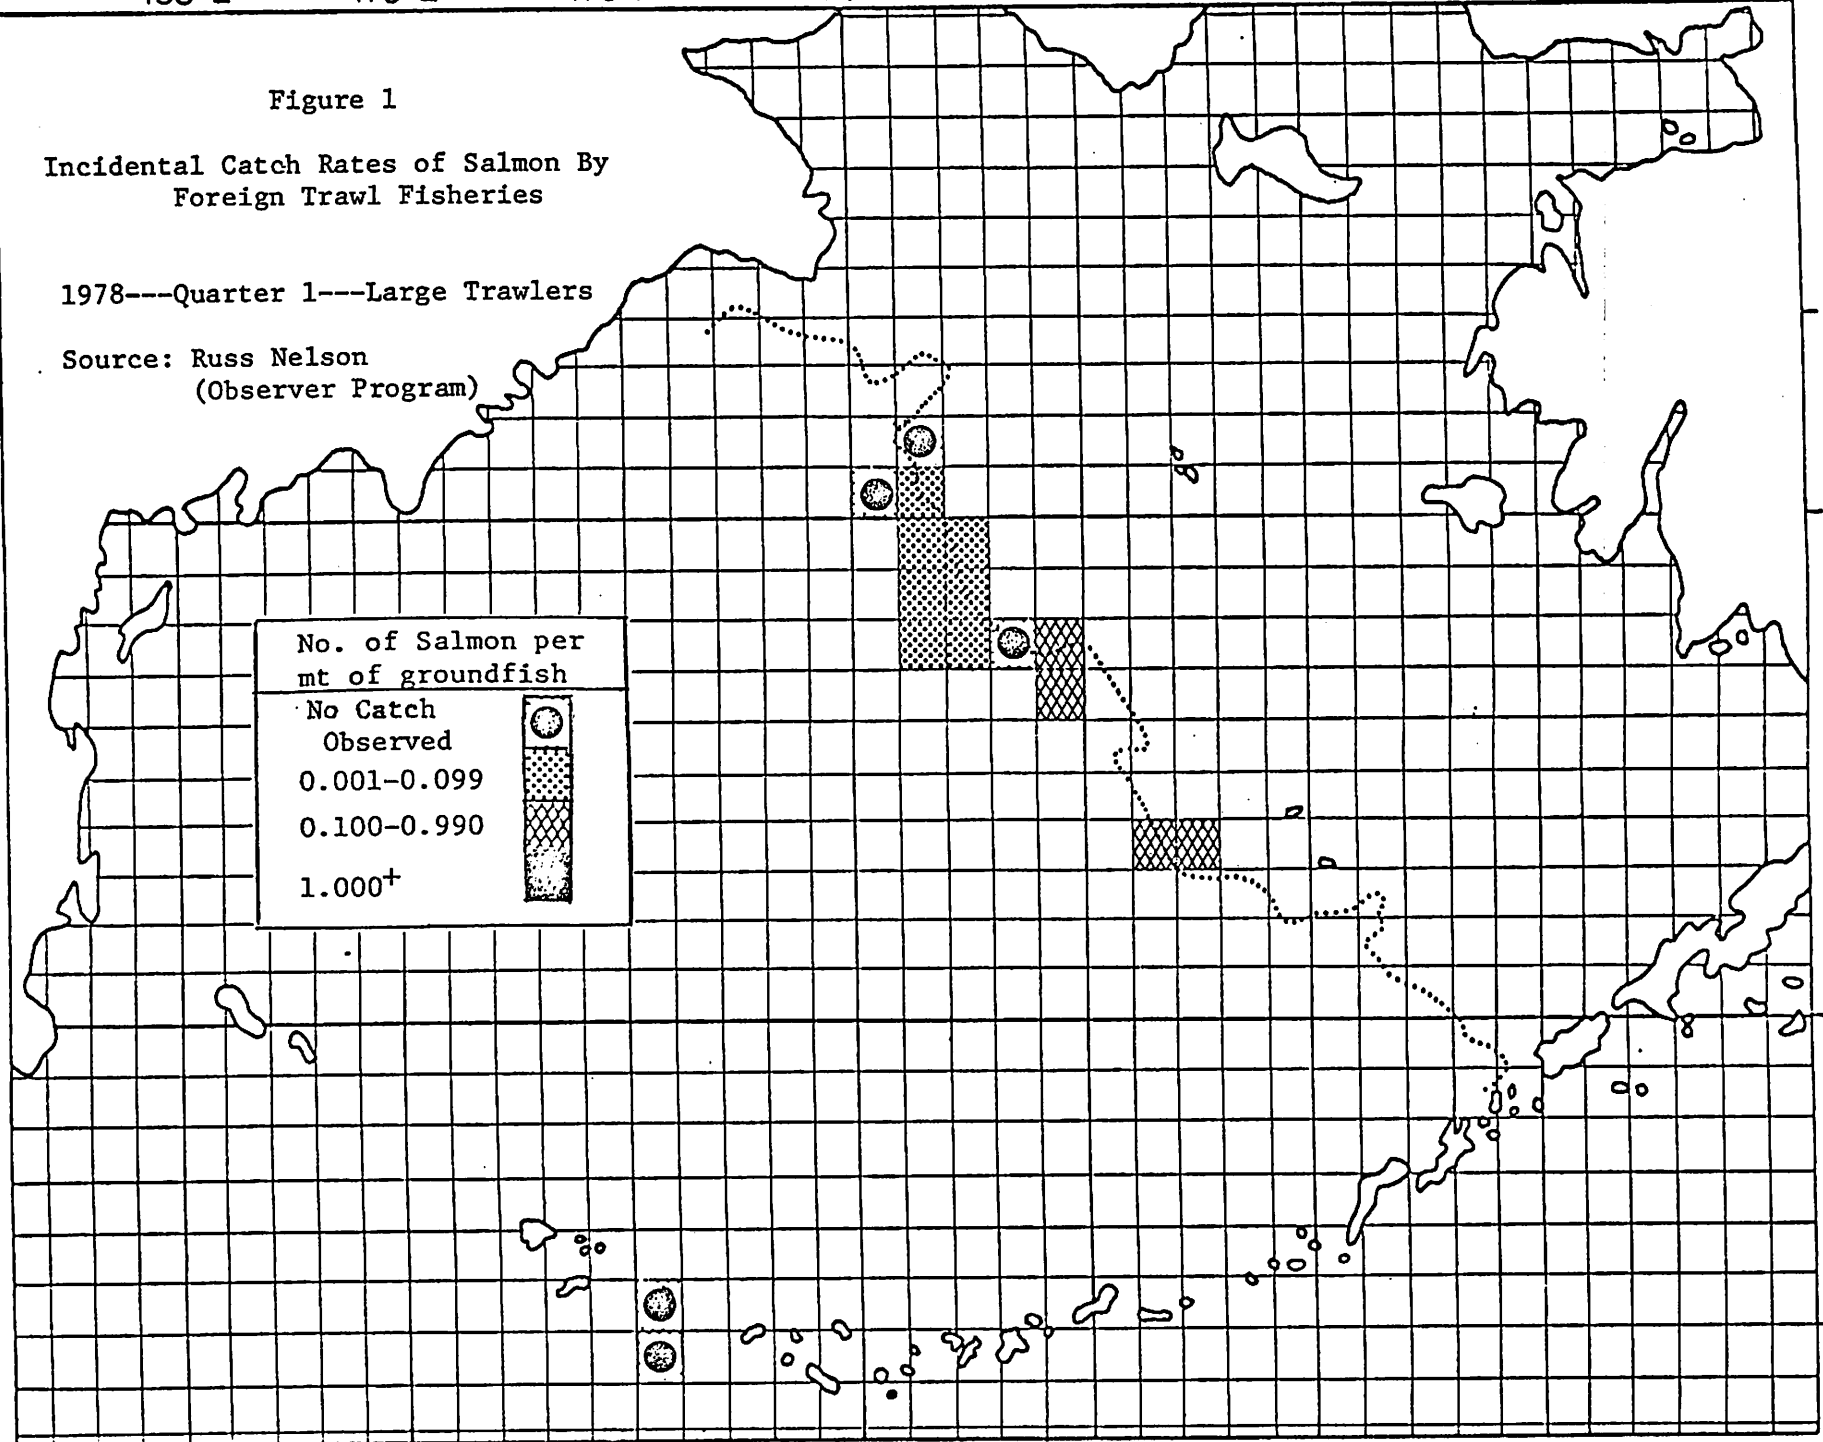 Figure 1
Incidental Catch Rates of Salmon By
Foreign Trawl Fisheries
1978---Quarter 1---Large Trawlers
Source: Russ Nelson
(Observer Program)
No. of Salmon per
mt of groundfish
No Catch
Observed
0.001-0.099
0.100-0.990
1.000+